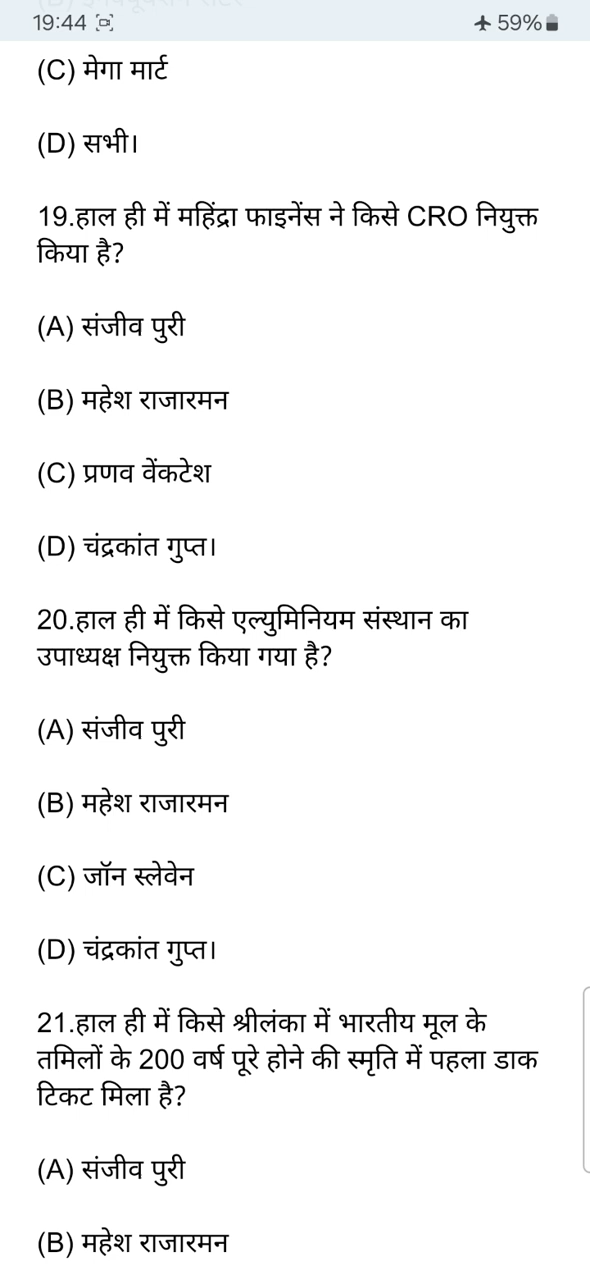 19:44
59%
(C) मेगा मार्ट
(D) सभी।
19.हाल ही में महिंद्रा फाइनेंस ने किसे CRO नियुक्त
किया है?
(A) संजीव पुरी
(B) महेश राजारमन
(C) प्रणव वेंकटेश
(D) चंद्रकांत गुप्त।
20.हाल ही में किसे एल्युमिनियम संस्थान का
उपाध्यक्ष नियुक्त किया गया है?
(A) संजीव पुरी
(B) महेश राजारमन
(C) जॉन स्लेवेन
(D) चंद्रकांत गुप्त।
21.हाल ही में किसे श्रीलंका में भारतीय मूल के
तमिलों के 200 वर्ष पूरे होने की स्मृति में पहला डाक
टिकट मिला है?
(A) संजीव पुरी
(B) महेश राजारमन